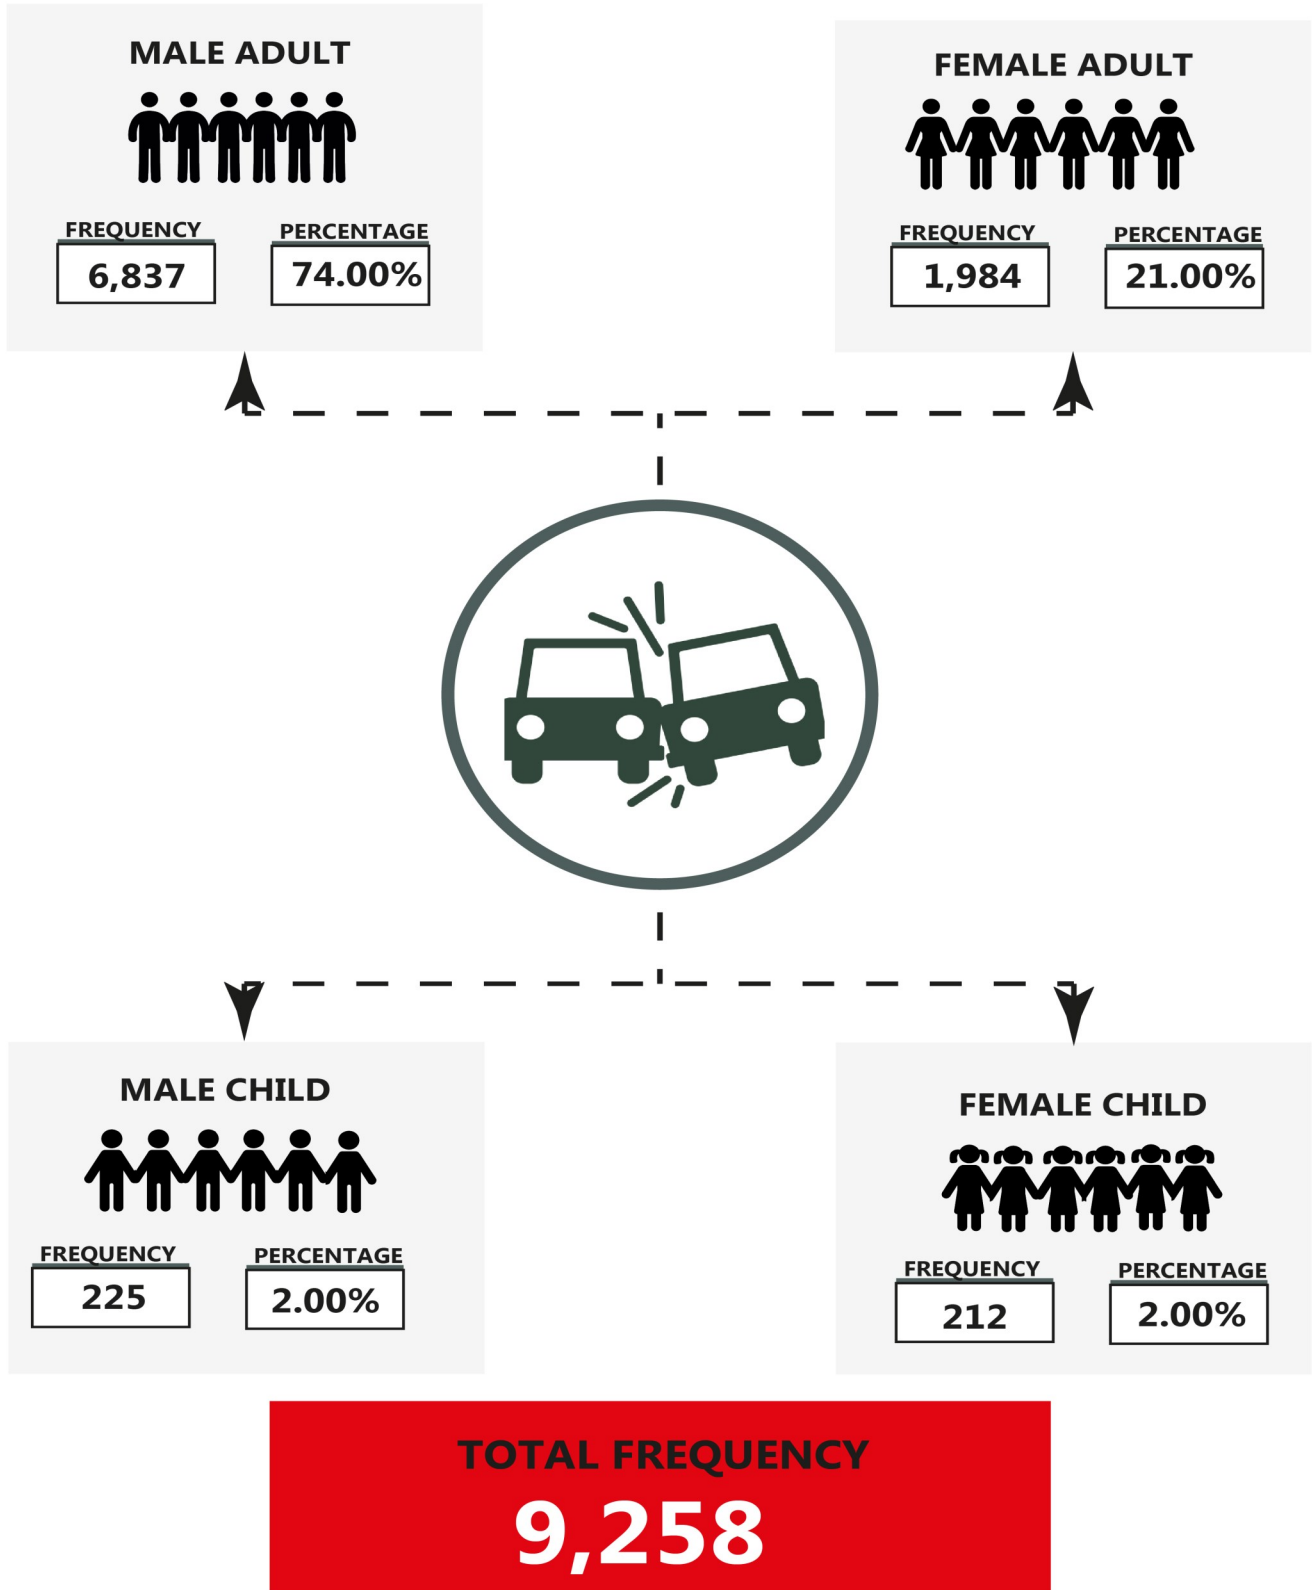 MALE ADULT
FREQUENCY PERCENTAGE
6,837 74.00%
FEMALE ADULT
FREQUENCY PERCENTAGE
1,984 21.00%
MALE CHILD
FREQUENCY PERCENTAGE
225 2.00%
FEMALE CHILD
FREQUENCY PERCENTAGE
212 2.00%
TOTAL FREQUENCY
9,258